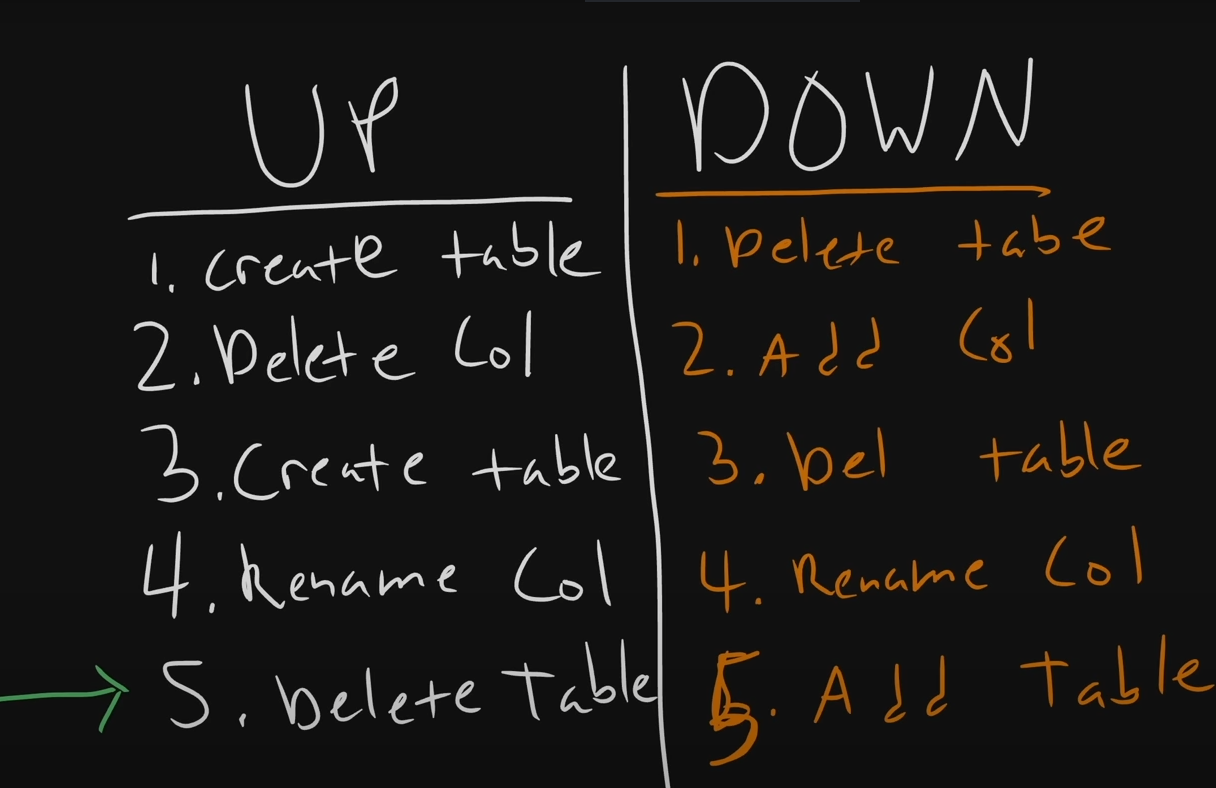 UP
1. Create table
2. Delete Col
3. Create table
4. Rename Col
5. Delete Table
DOWN
1. Delete tabe
2. Add Col
3. Del table
4. Rename Col
5. Add Table